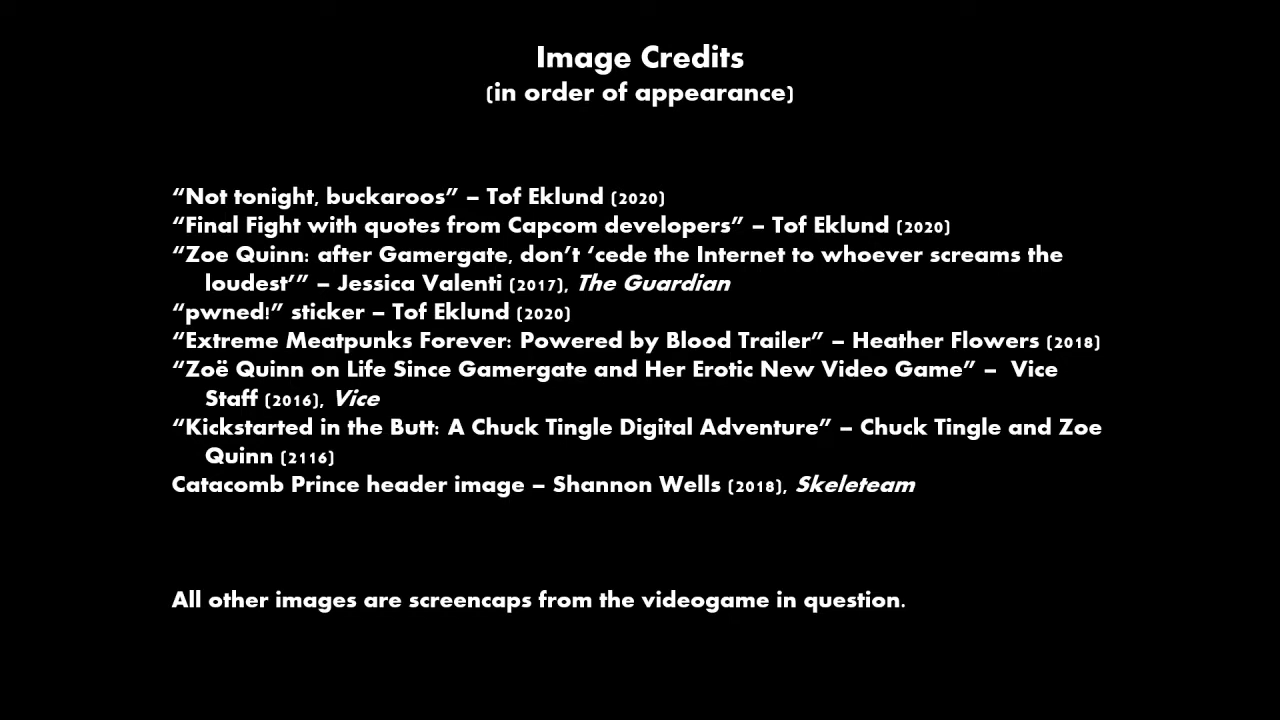 Image Credits
(in order of appearance)
“Not tonight, buckaroos” – Tof Eklund (2020)
“Final Fight with quotes from Capcom developers” – Tof Eklund (2020)
“Zoe Quinn: after Gamergate, don’t ‘cede the Internet to whoever screams the
loudest’” – Jessica Valenti (2017), The Guardian
“pwned!” sticker – Tof Eklund (2020)
“Extreme Meatpunks Forever: Powered by Blood Trailer” – Heather Flowers (2018)
“Zoë Quinn on Life Since Gamergate and Her Erotic New Video Game” – Vice
Staff (2016), Vice
“Kickstarted in the Butt: A Chuck Tingle Digital Adventure” – Chuck Tingle and Zoe
Quinn (2116)
Catacomb Prince header image – Shannon Wells (2018), Skeleteam
All other images are screencaps from the videogame in question.